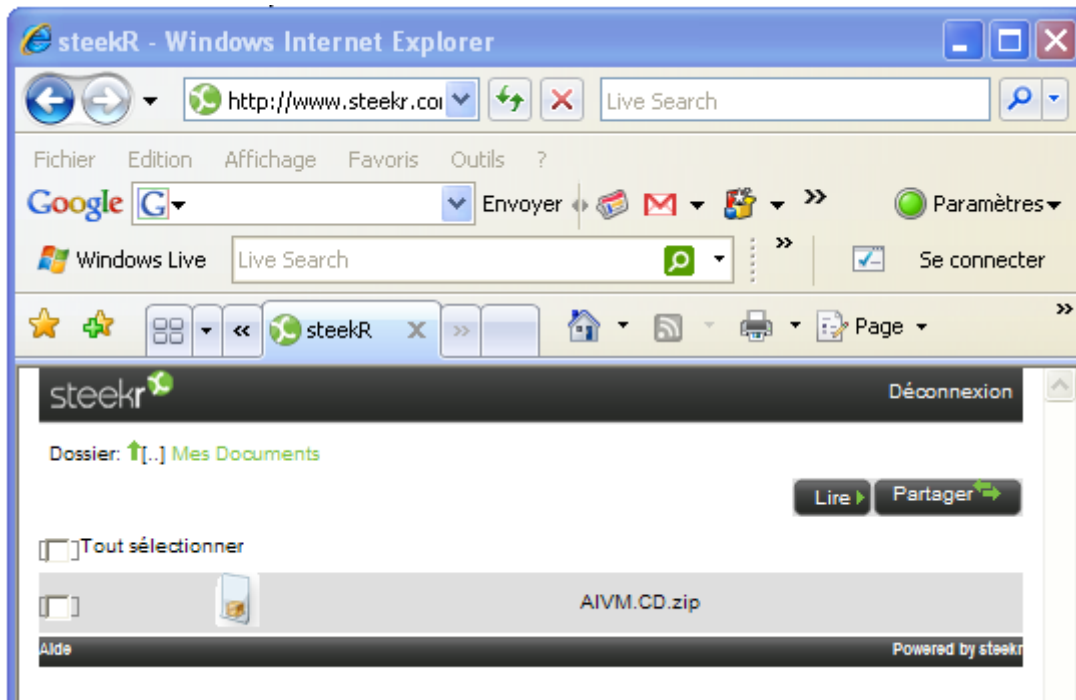 steekR - Windows Internet Explorer
http://www.steekr.co Live Search
Fichier Edition Affichage Favoris Outils ?
Google G Envoyer » Paramètres
Windows Live Live Search » Se connecter
« steekR X » Page »
steekr Déconnexion
Dossier: [..] Mes Documents
Lire Partager
[ ]Tout sélectionner
[ ] AIVM.CD.zip
Aide Powered by steekr